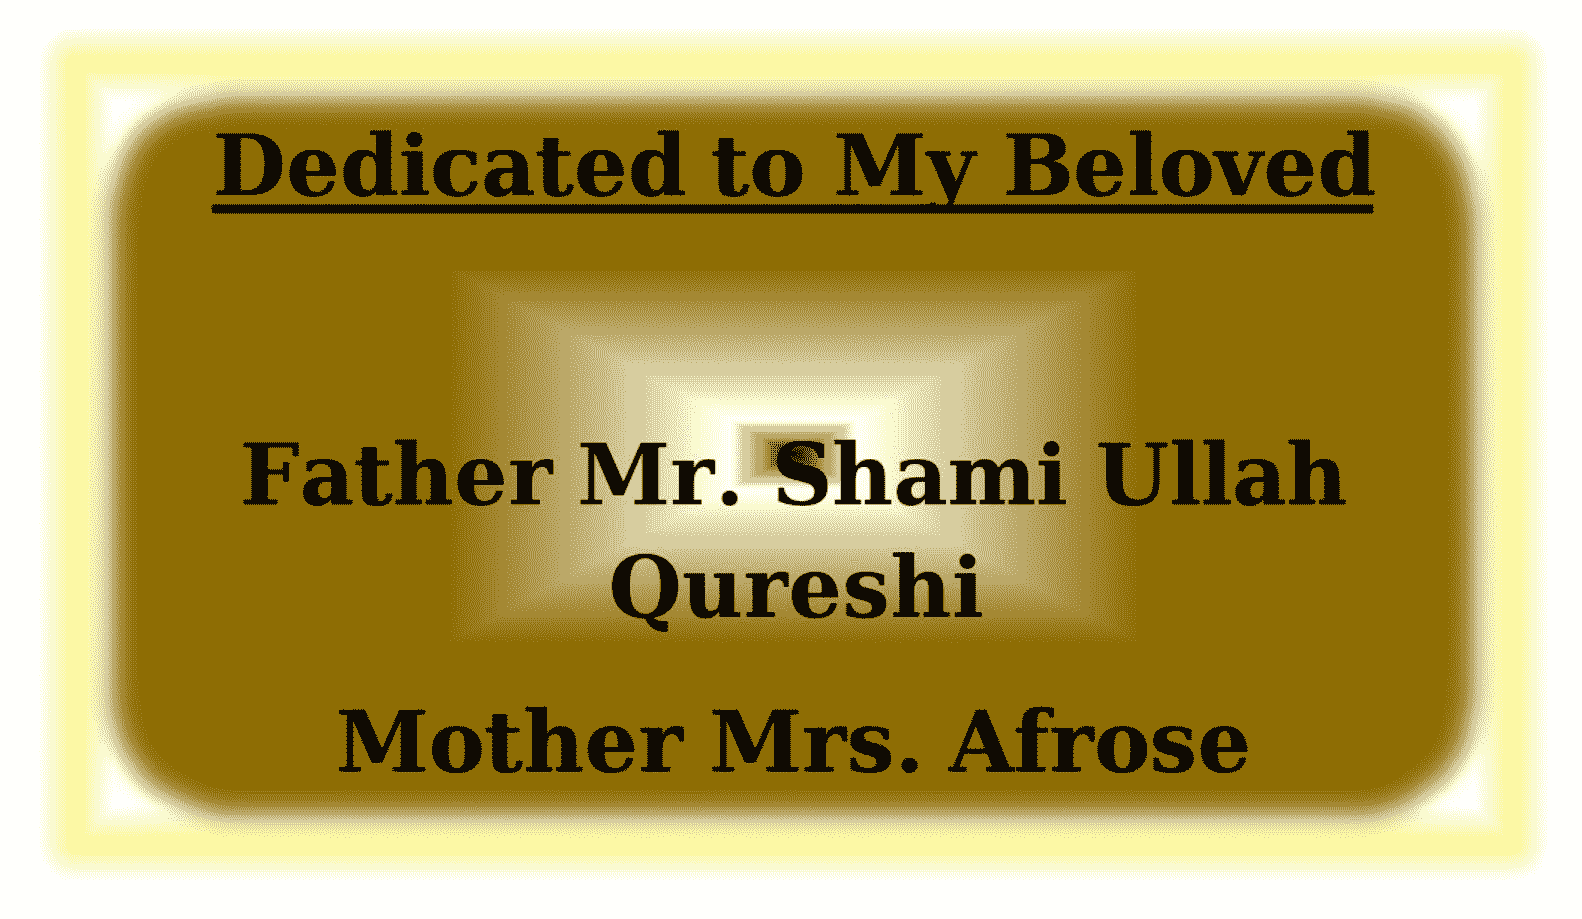 Dedicated to My Beloved
Father Mr. Shami Ullah
Qureshi
Mother Mrs. Afrose